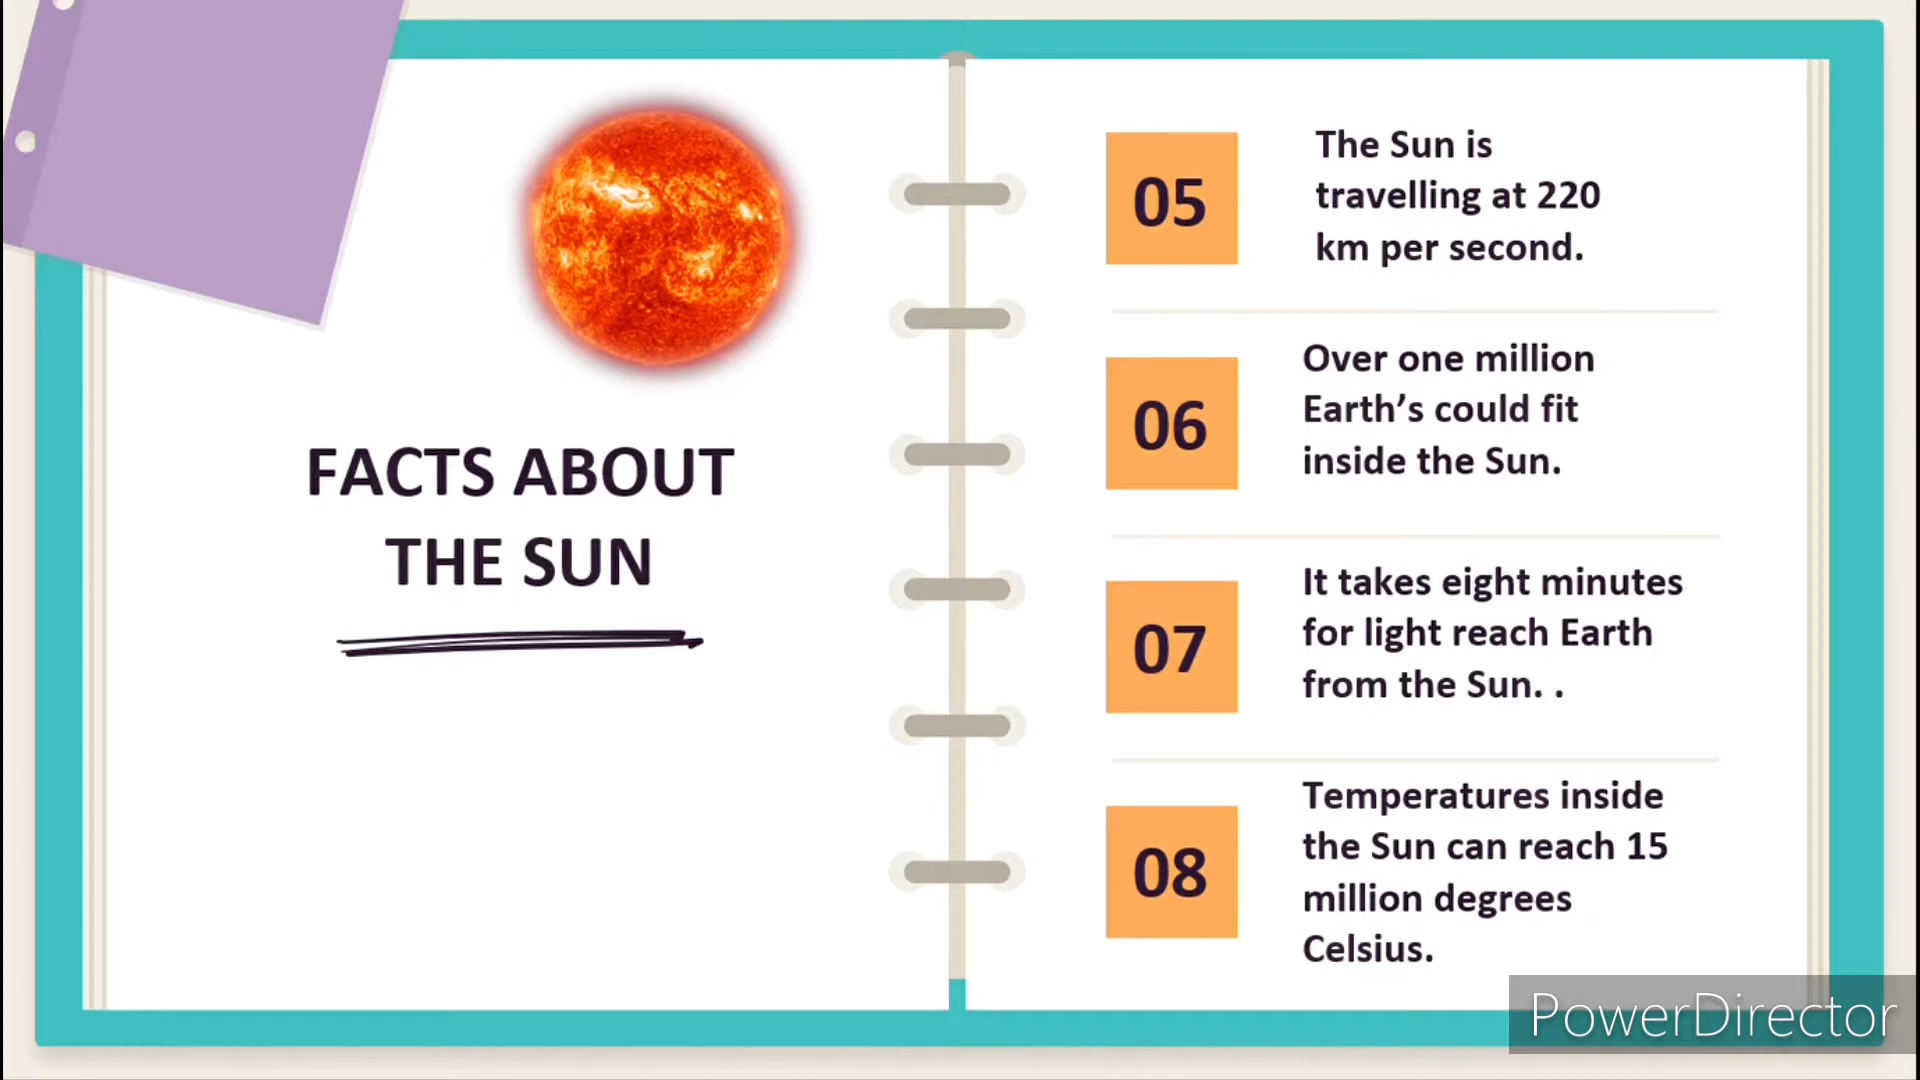 FACTS ABOUT
THE SUN
05
The Sun is
travelling at 220
km per second.
06
Over one million
Earth’s could fit
inside the Sun.
07
It takes eight minutes
for light reach Earth
from the Sun. .
08
Temperatures inside
the Sun can reach 15
million degrees
Celsius.
PowerDirector